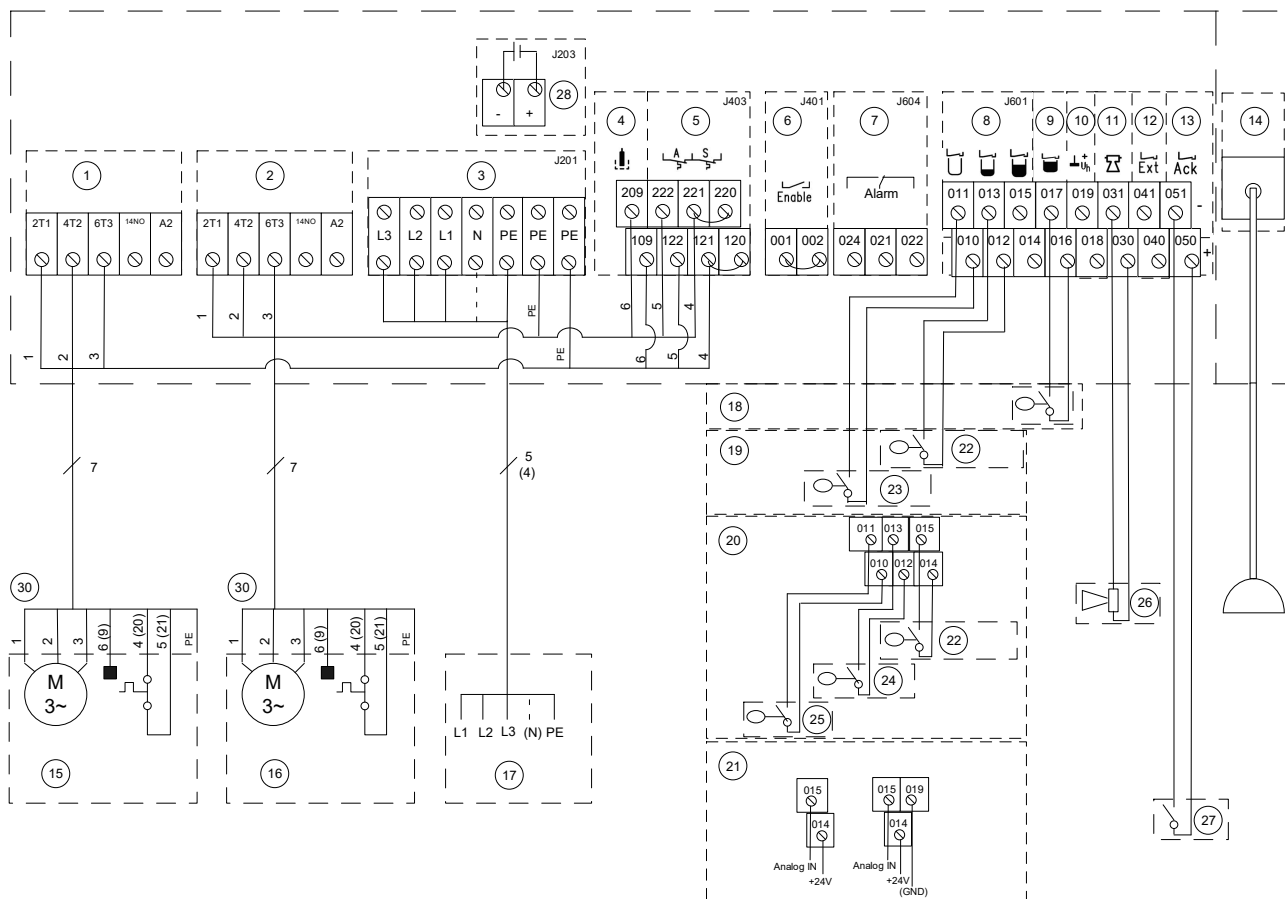 J203
28
- +
J403
J401
J604
J601
4
5
6
7
8
9
10
11
12
13
14
1
2
J201
3
A S
Enable
Alarm
+
Uh
Ext
Ack
2T1 4T2 6T3 14NO A2
2T1 4T2 6T3 14NO A2
L3 L2 L1 N PE PE PE
209 222 221 220
109 122 121 120
001 002
024 021 022
011 013 015 017 019 031 041 051 -
010 012 014 016 018 030 040 050 +
1 2 3 PE 6 5 4
1 2 3 PE 6 5 4
18
19
22
23
7
7
5
(4)
20
011 013 015
010 012 014
22
24
25
26
27
30
30
1 2 3 6 (9) 4 (20) 5 (21) PE
1 2 3 6 (9) 4 (20) 5 (21) PE
M
3~
M
3~
L1 L2 L3 (N) PE
15
16
17
21
015
014
Analog IN
+24V
015 019
014
Analog IN
+24V
(GND)